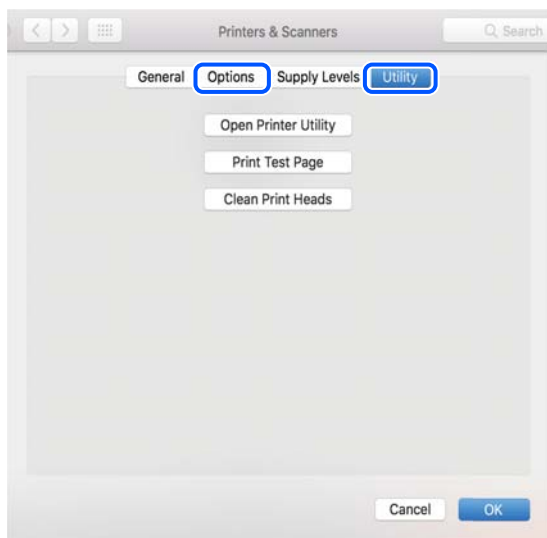 Printers & Scanners Search
General Options Supply Levels Utility
Open Printer Utility
Print Test Page
Clean Print Heads
Cancel OK